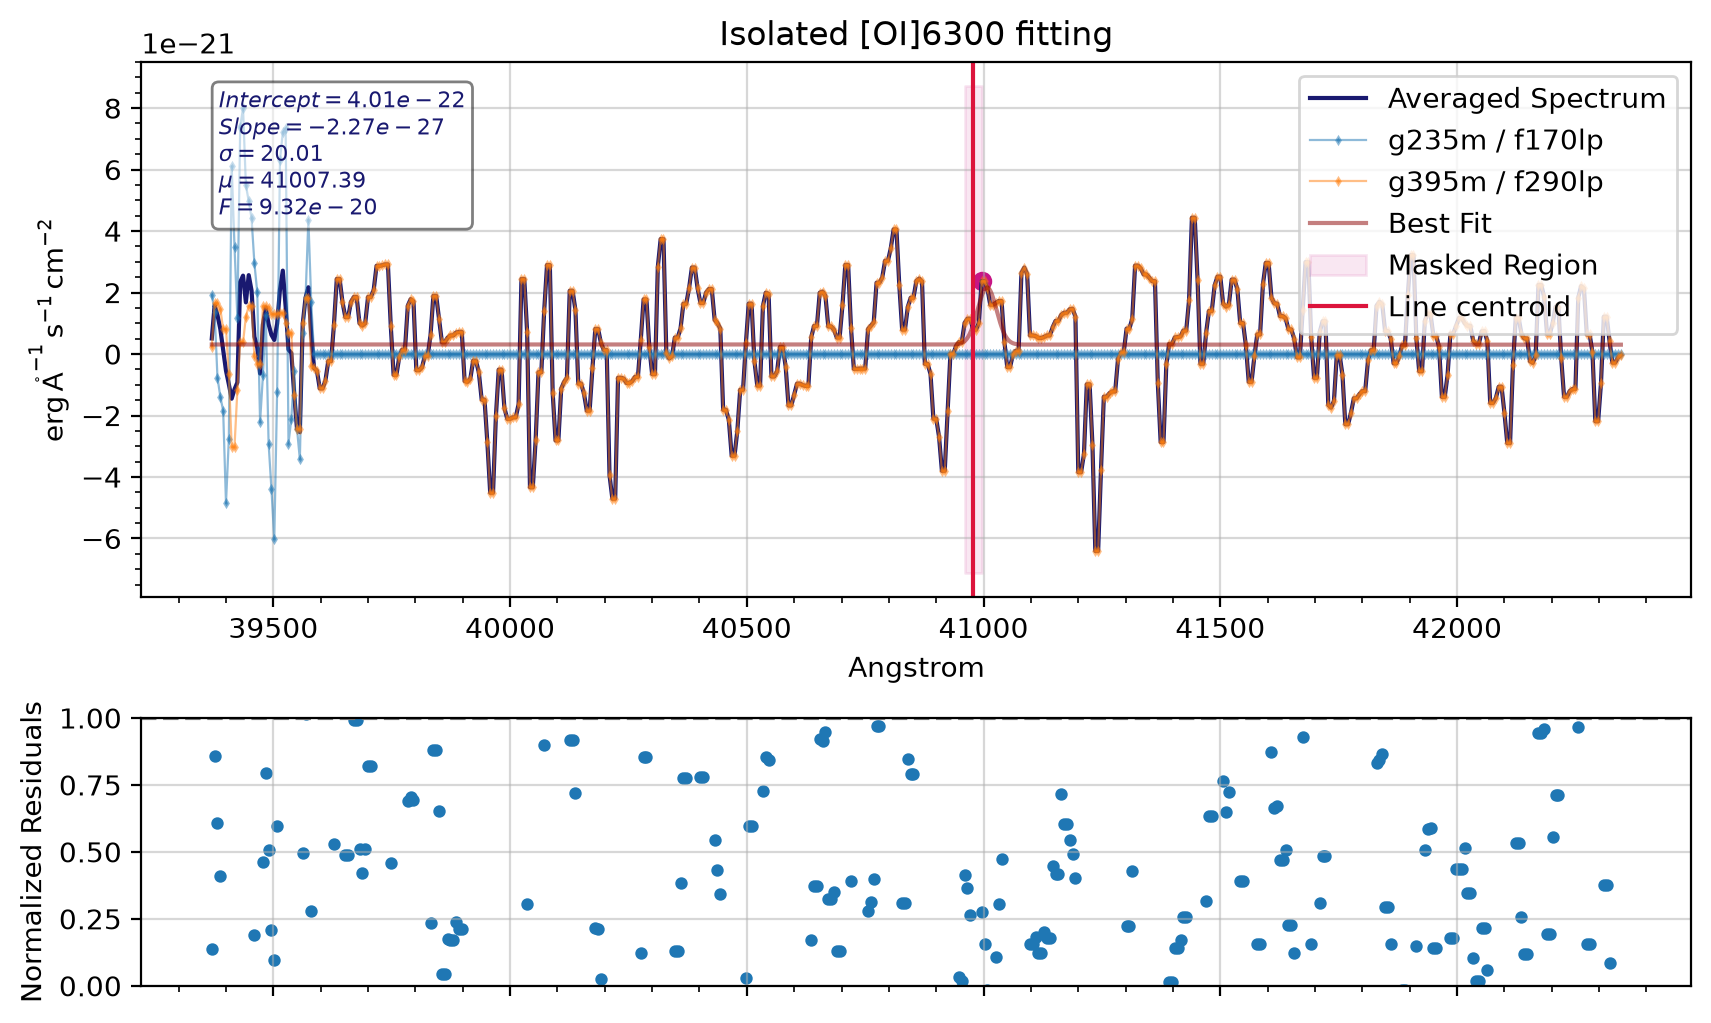 Isolated [OI]6300 fitting
1e−21
Intercept = 4.01e − 22
Slope = −2.27e − 27
σ = 20.01
μ = 41007.39
F = 9.32e − 20
Averaged Spectrum
g235m / f170lp
g395m / f290lp
Best Fit
Masked Region
Line centroid
erg Å⁻¹ s⁻¹ cm⁻²
8
6
4
2
0
−2
−4
−6
39500 40000 40500 41000 41500 42000
Angstrom
Normalized Residuals
1.00
0.75
0.50
0.25
0.00